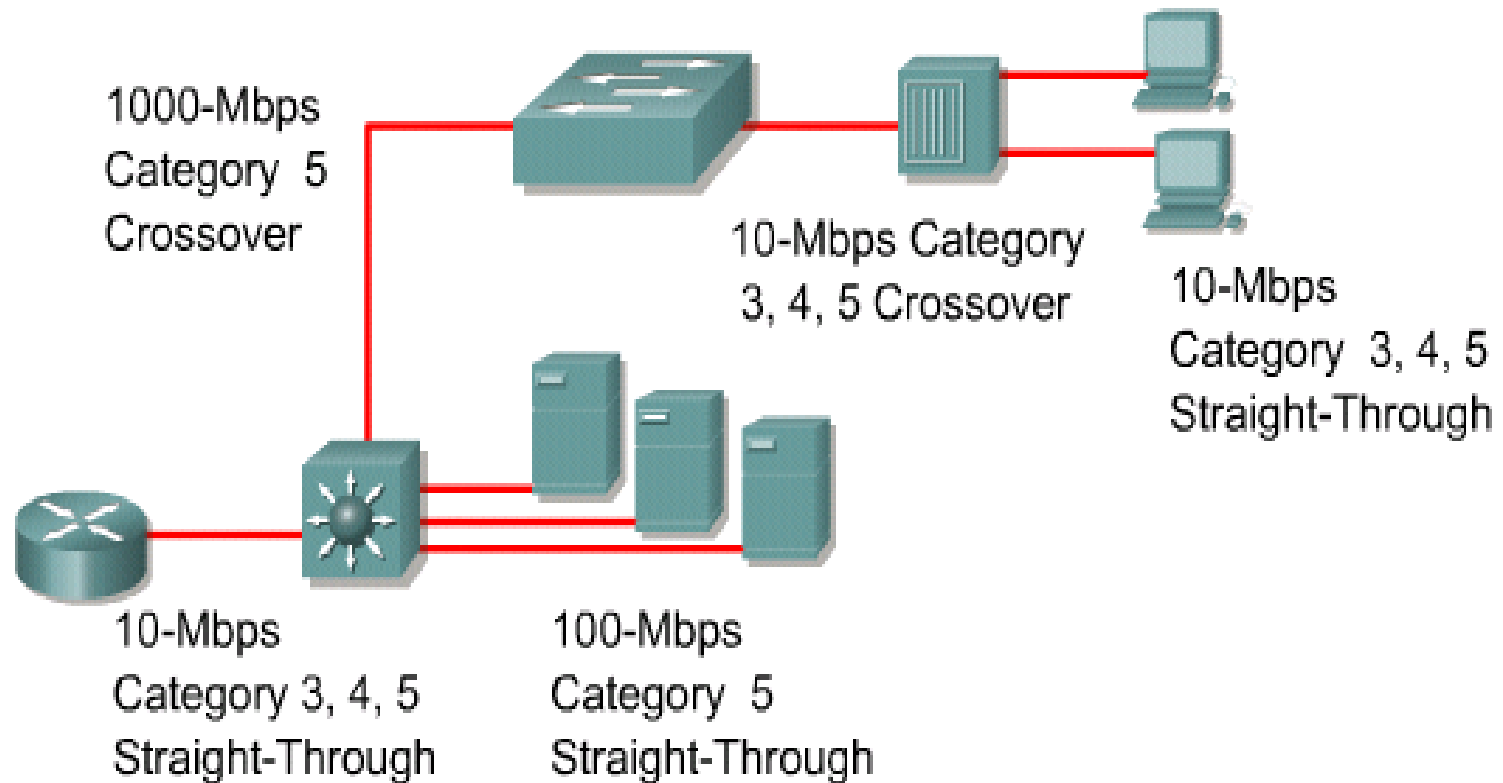 1000-Mbps
Category 5
Crossover
10-Mbps Category
3, 4, 5 Crossover
10-Mbps
Category 3, 4, 5
Straight-Through
10-Mbps
Category 3, 4, 5
Straight-Through
100-Mbps
Category 5
Straight-Through